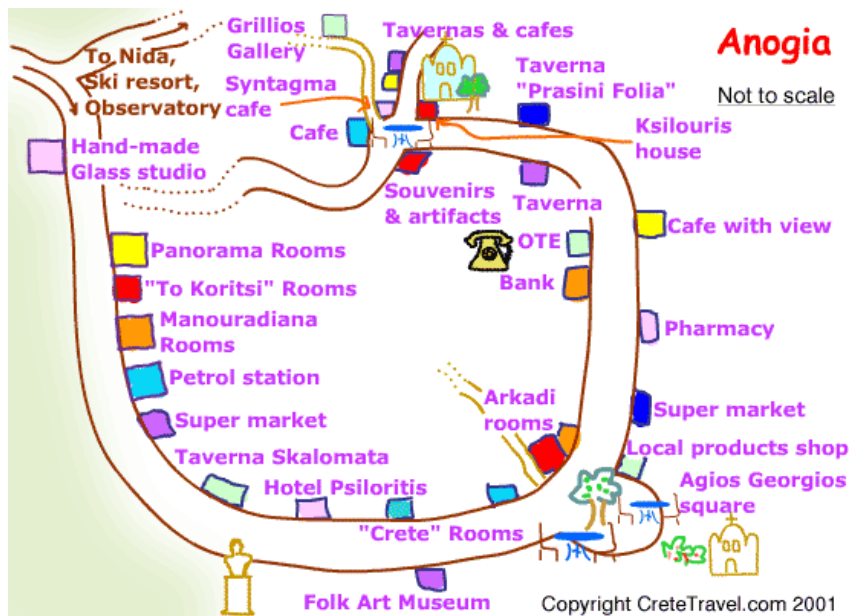 Grillios
Gallery
Tavernas & cafes
Anogia
Not to scale
To Nida,
Ski resort,
Observatory
Syntagma
cafe
Taverna
"Prasini Folia"
Cafe
Ksilouris
house
Hand-made
Glass studio
Souvenirs
& artifacts
Taverna
Cafe with view
OTE
Bank
Panorama Rooms
"To Koritsi" Rooms
Manouradiana
Rooms
Pharmacy
Petrol station
Arkadi
rooms
Super market
Super market
Taverna Skalomata
Local products shop
Hotel Psiloritis
Agios Georgios
square
"Crete" Rooms
Folk Art Museum
Copyright CreteTravel.com 2001